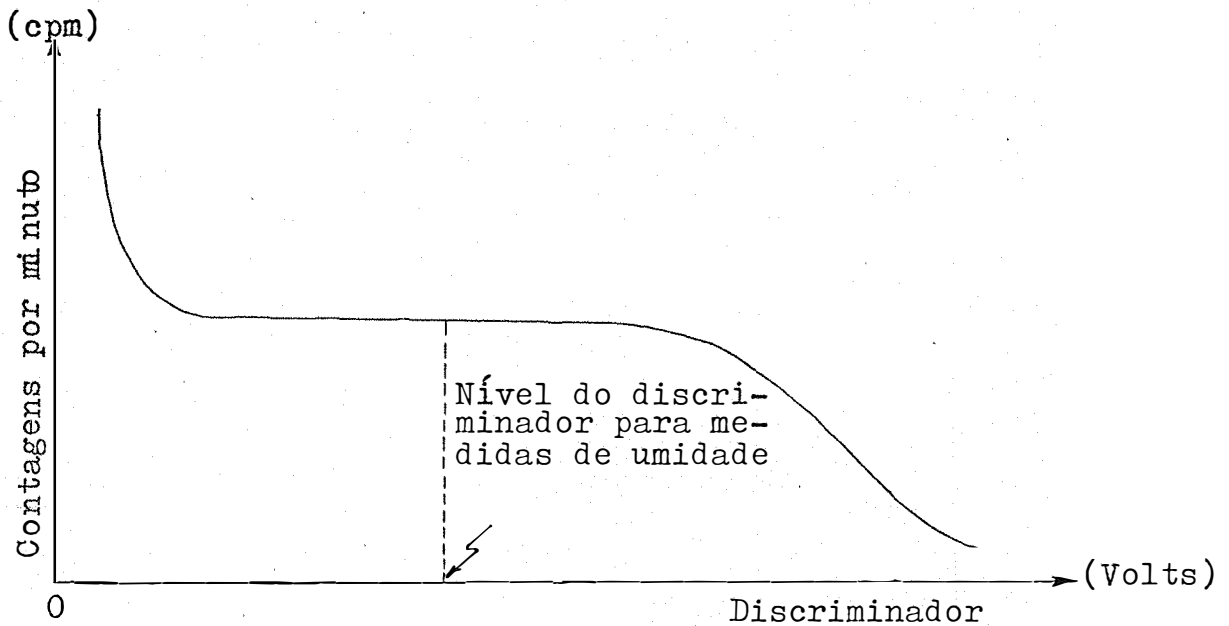 (cpm)
Contagens por minuto
Nível do discri-
minador para me-
didas de umidade
(Volts)
0
Discriminador